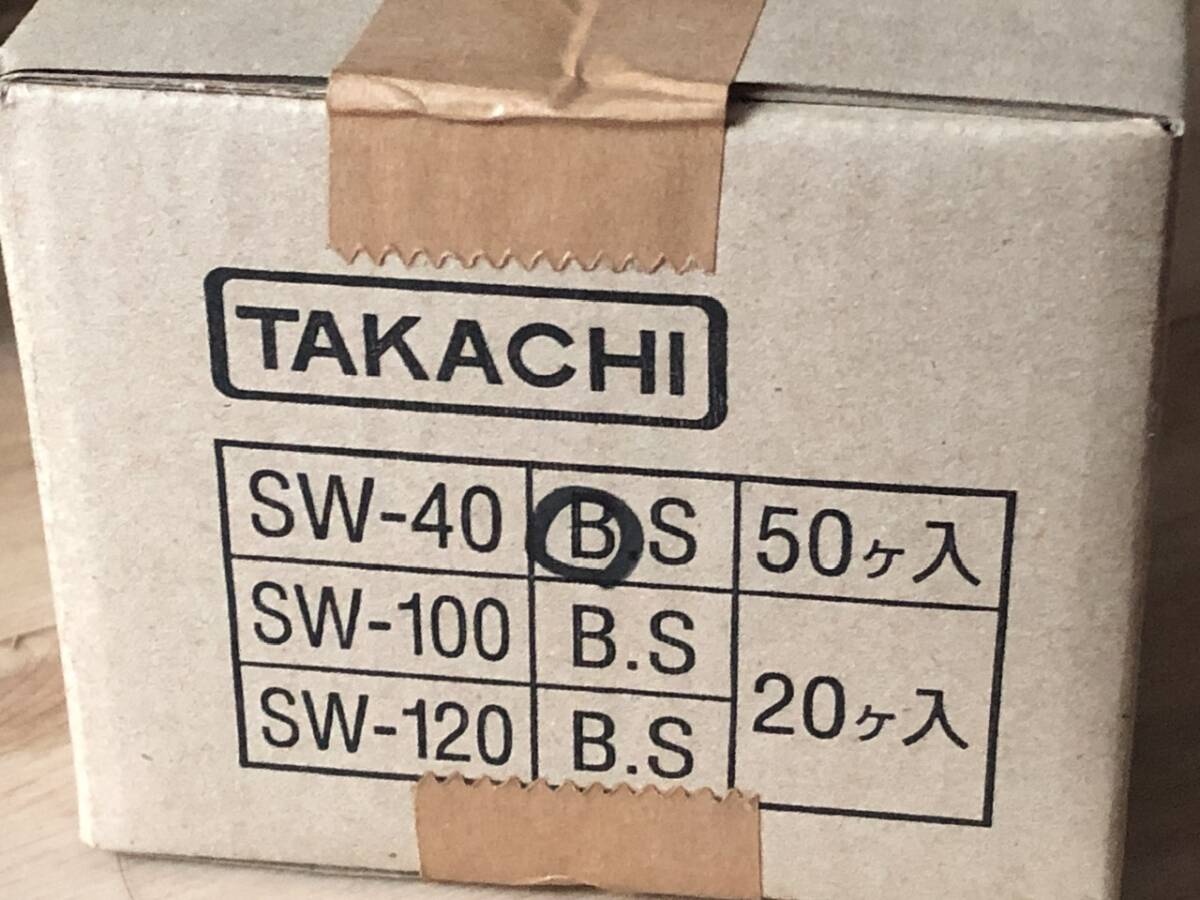 TAKACHI
SW-40 B.S 50ヶ入
SW-100 B.S
SW-120 B.S 20ヶ入